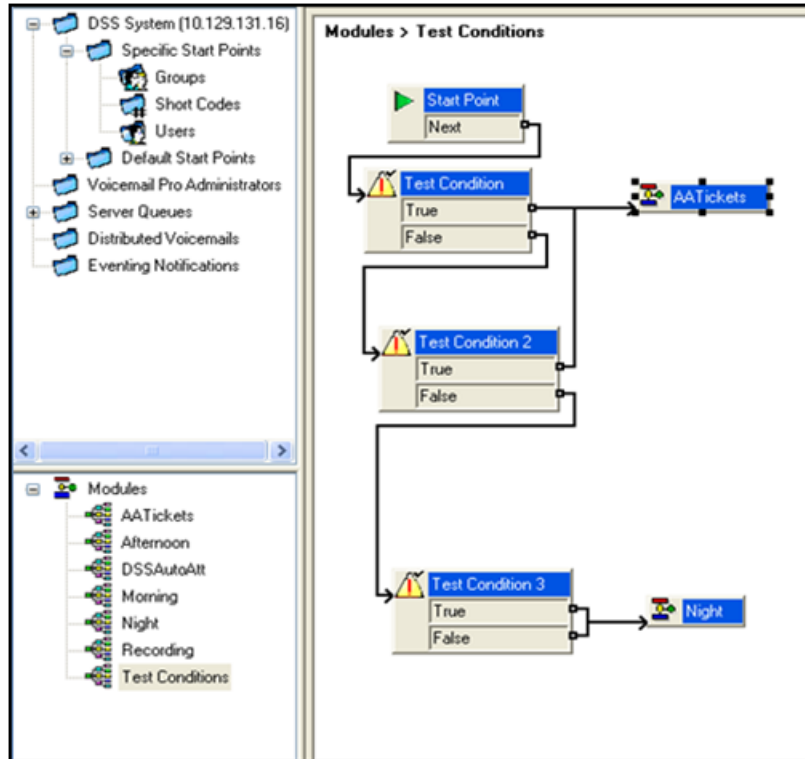 DSS System (10.129.131.16)
Specific Start Points
Groups
Short Codes
Users
Default Start Points
Voicemail Pro Administrators
Server Queues
Distributed Voicemails
Eventing Notifications
Modules
AATickets
Afternoon
DSSAutoAtt
Morning
Night
Recording
Test Conditions
Modules > Test Conditions
Start Point
Next
Test Condition
True
False
AATickets
Test Condition 2
True
False
Test Condition 3
True
False
Night